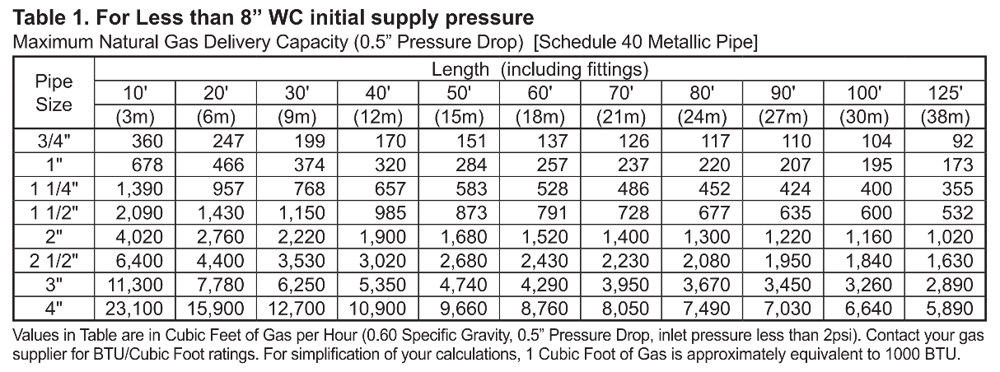 Table 1. For Less than 8” WC initial supply pressure
Maximum Natural Gas Delivery Capacity (0.5” Pressure Drop) [Schedule 40 Metallic Pipe]
Pipe Size Length (including fittings)
10' 20' 30' 40' 50' 60' 70' 80' 90' 100' 125'
(3m) (6m) (9m) (12m) (15m) (18m) (21m) (24m) (27m) (30m) (38m)
3/4" 360 247 199 170 151 137 126 117 110 104 92
1" 678 466 374 320 284 257 237 220 207 195 173
1 1/4" 1,390 957 768 657 583 528 486 452 424 400 355
1 1/2" 2,090 1,430 1,150 985 873 791 728 677 635 600 532
2" 4,020 2,760 2,220 1,900 1,680 1,520 1,400 1,300 1,220 1,160 1,020
2 1/2" 6,400 4,400 3,530 3,020 2,680 2,430 2,230 2,080 1,950 1,840 1,630
3" 11,300 7,780 6,250 5,350 4,740 4,290 3,950 3,670 3,450 3,260 2,890
4" 23,100 15,900 12,700 10,900 9,660 8,760 8,050 7,490 7,030 6,640 5,890
Values in Table are in Cubic Feet of Gas per Hour (0.60 Specific Gravity, 0.5” Pressure Drop, inlet pressure less than 2psi). Contact your gas
supplier for BTU/Cubic Foot ratings. For simplification of your calculations, 1 Cubic Foot of Gas is approximately equivalent to 1000 BTU.